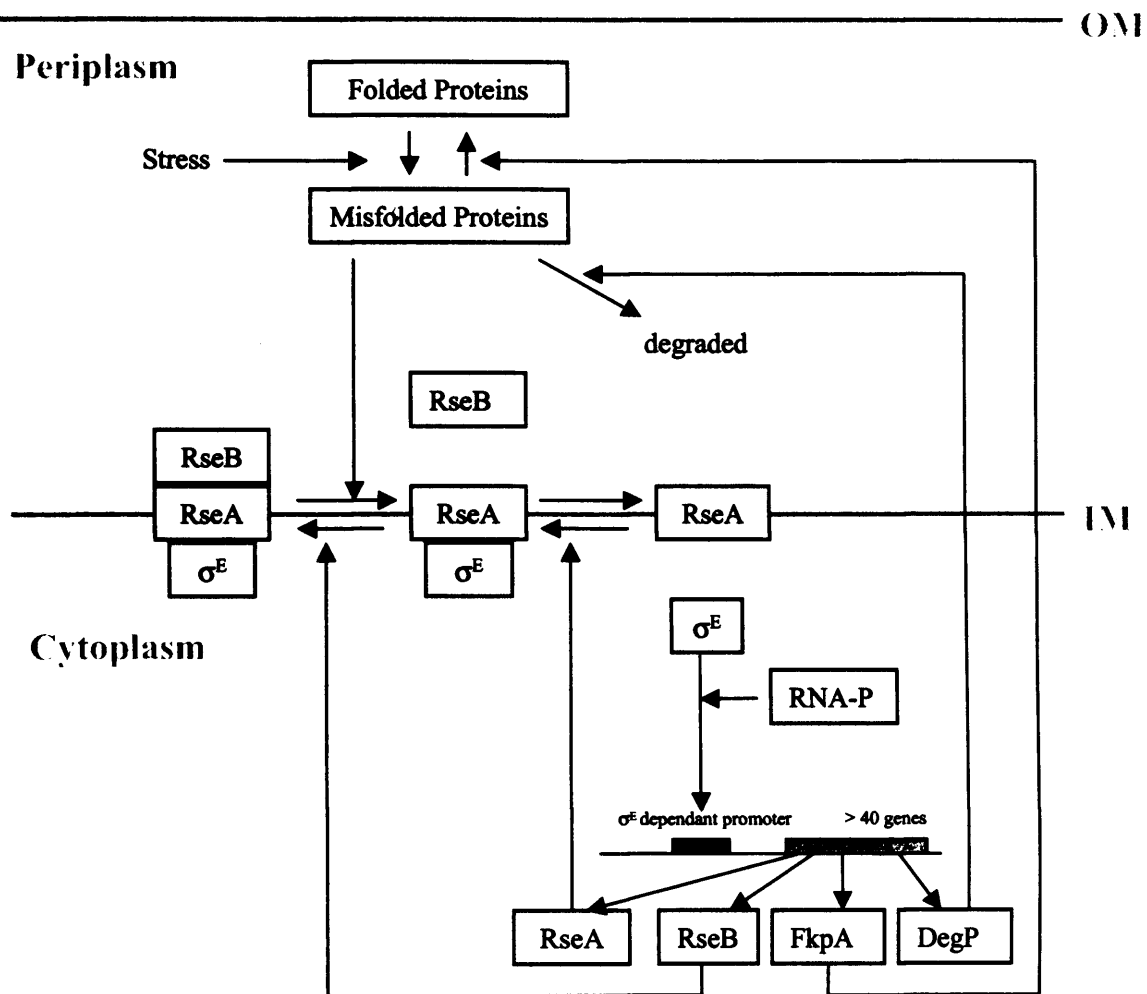 OM
Periplasm
Folded Proteins
Stress
Misfolded Proteins
degraded
RseB
RseB
RseA
RseA
RseA
IM
σᴱ
σᴱ
σᴱ
Cytoplasm
RNA-P
σᴱ dependant promoter
> 40 genes
RseA
RseB
FkpA
DegP